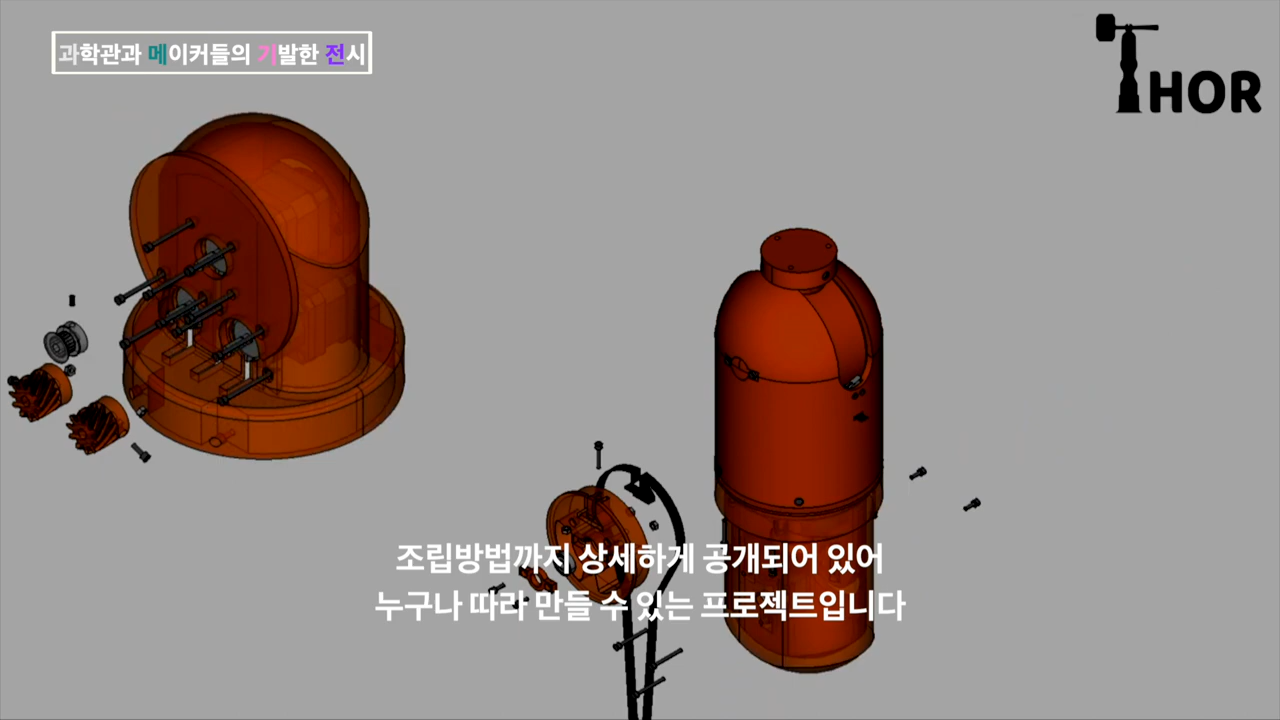 과학관과 메이커들의 기발한 전시
THOR
조립방법까지 상세하게 공개되어 있어
누구나 따라 만들 수 있는 프로젝트입니다